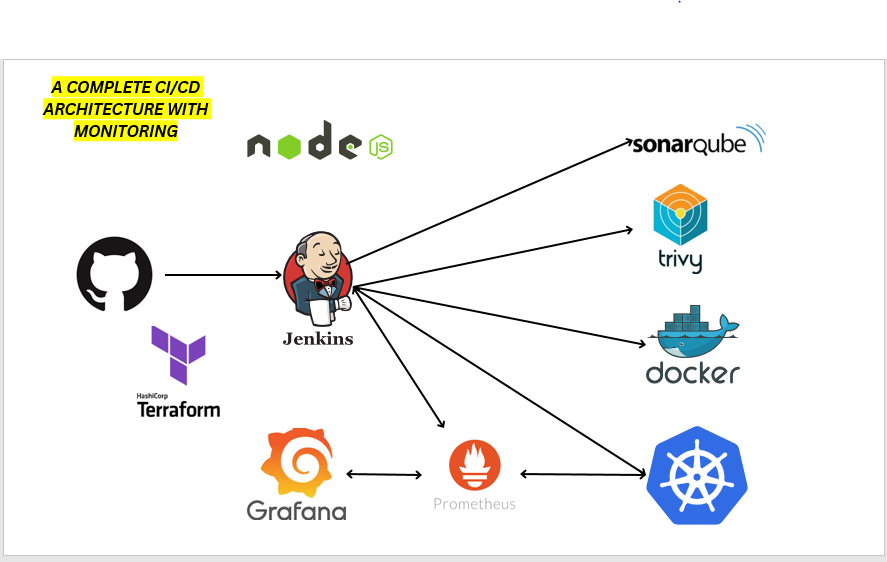 A COMPLETE CI/CD
ARCHITECTURE WITH
MONITORING
node
JS
sonarqube
trivy
Jenkins
docker
HashiCorp
Terraform
Grafana
Prometheus